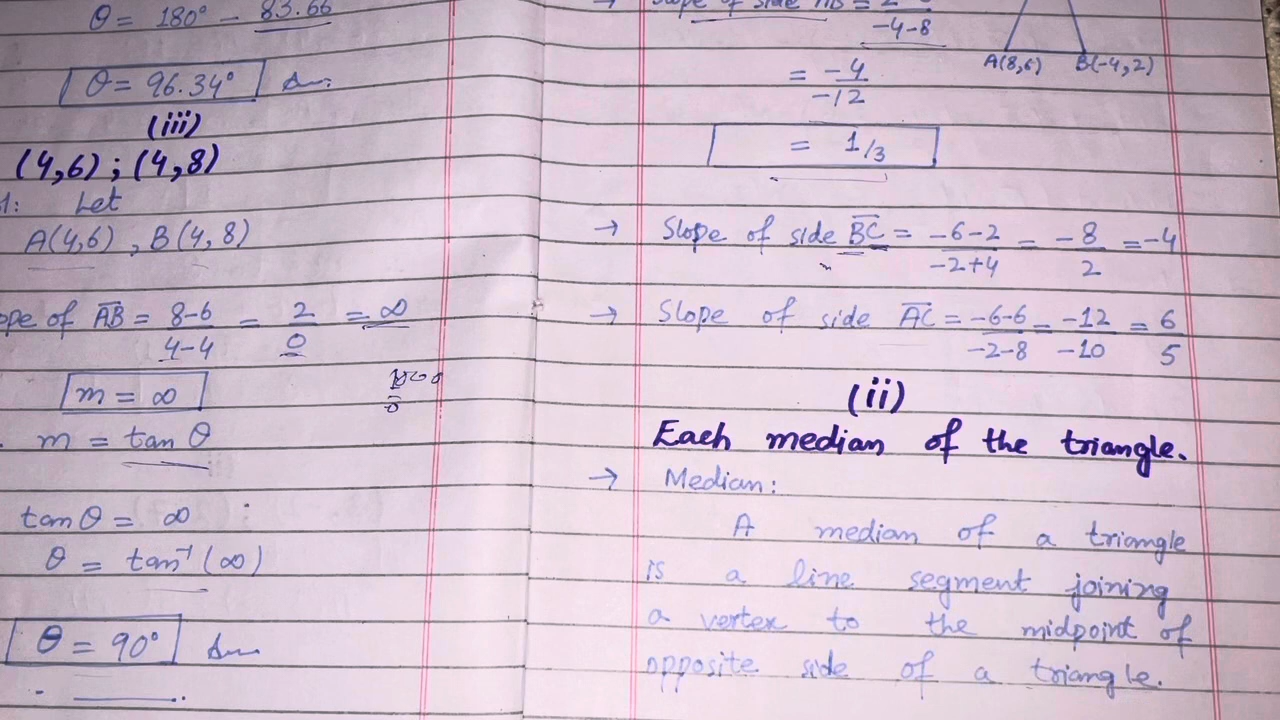 θ = 180° - 83.66
θ = 96.34° Ans.
(iii)
(4,6) ; (4,8)
Let
A(4,6) , B(4,8)
ope of AB = 8-6/4-4 = 2/0 = ∞
m = ∞
m = tan θ
tan θ = ∞
θ = tan⁻¹ (∞)
θ = 90° Ans
-4-8
A(8,6) B(-4,2)
= -4/-12
= 1/3
→ Slope of side BC = -6-2/-2+4 = -8/2 = -4
→ Slope of side AC = -6-6/-2-8 = -12/-10 = 6/5
(ii)
Each median of the triangle.
→ Median:
A median of a triangle
is a line segment joining
a vertex to the midpoint of
opposite side of a triangle.